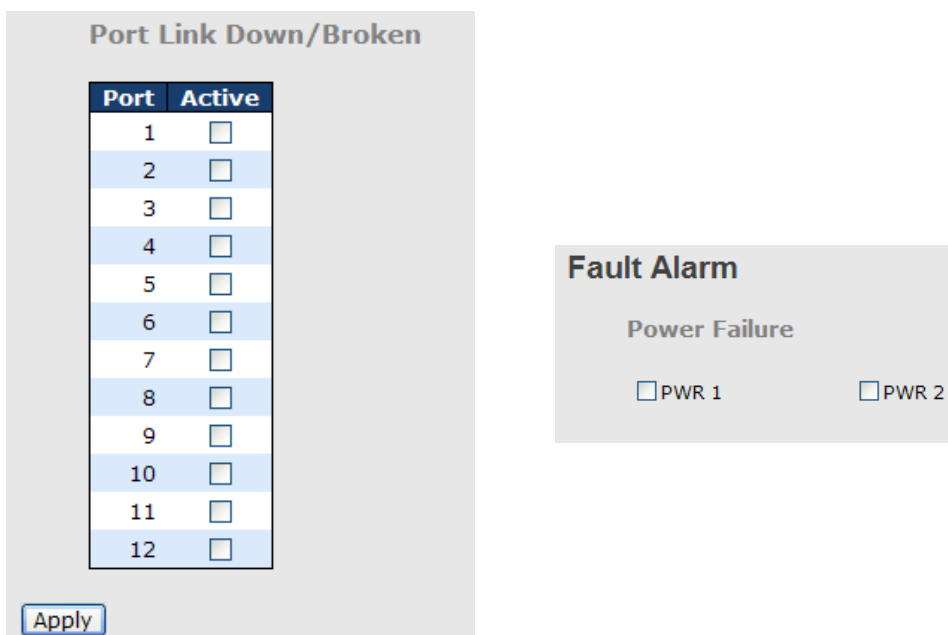 Port Link Down/Broken
Port Active
1
2
3
4
5
6
7
8
9
10
11
12
Apply
Fault Alarm
Power Failure
PWR 1 PWR 2